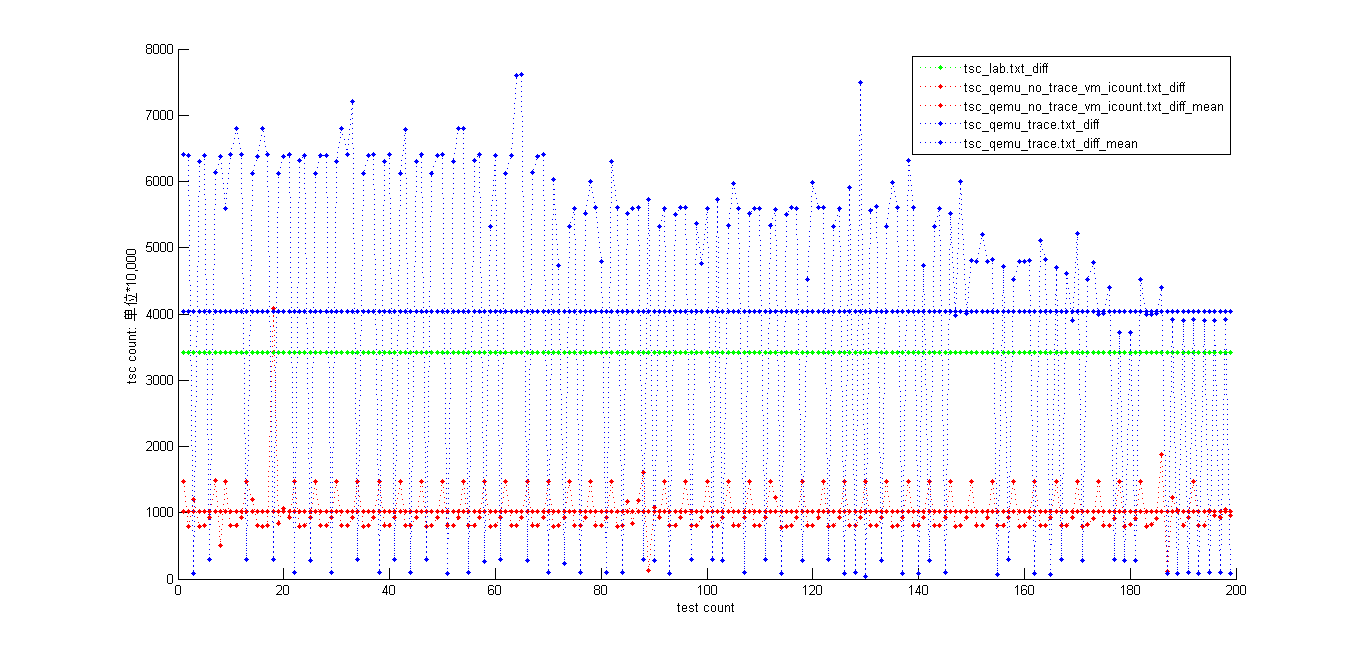 tsc_lab.txt_diff
tsc_qemu_no_trace_vm_icount.txt_diff
tsc_qemu_no_trace_vm_icount.txt_diff_mean
tsc_qemu_trace.txt_diff
tsc_qemu_trace.txt_diff_mean
8000
7000
6000
5000
4000
3000
2000
1000
0
tsc count: 单位*10,000
0 20 40 60 80 100 120 140 160 180 200
test count